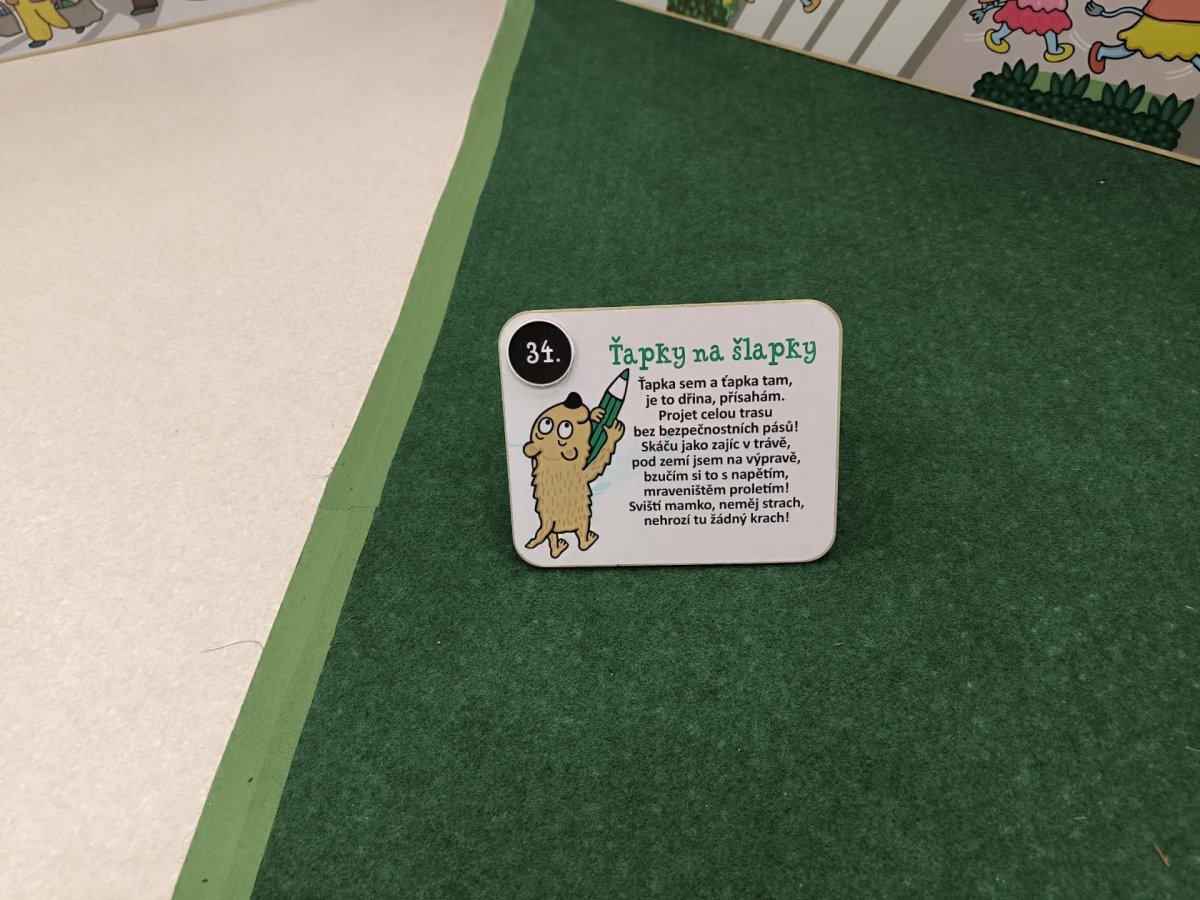 34.
Ťapky na šlapky
Ťapka sem a ťapka tam,
je to dřina, přísahám.
Projet celou trasu
bez bezpečnostních pásů!
Skáču jako zajíc v trávě,
pod zemí jsem na výpravě,
bzučím si to s napětím,
mraveništěm proletím!
Sviští mamko, neměj strach,
nehrozí tu žádný krach!